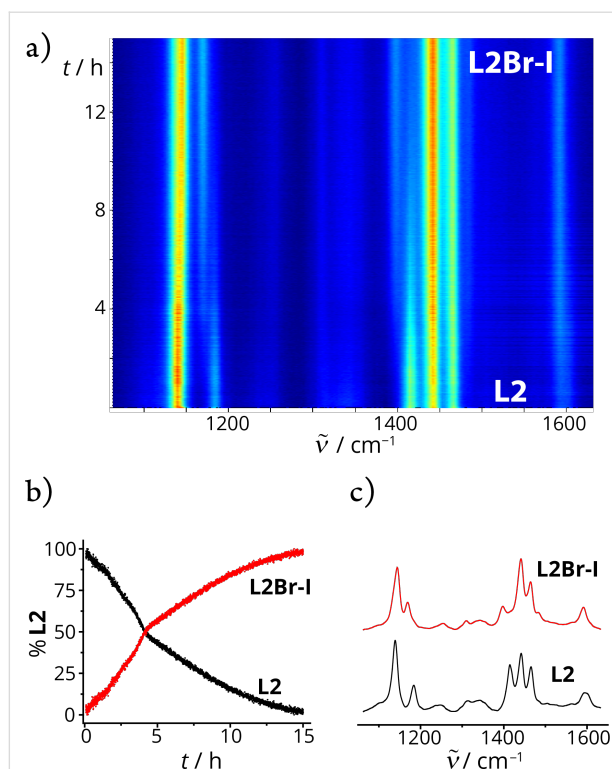 a)
t / h
L2Br-I
12
8
4
L2
1200 1400 1600
ṽ / cm⁻¹
b)
100
75
50
25
0
% L2
L2Br-I
L2
0 5 10 15
t / h
c)
L2Br-I
L2
1200 1400 1600
ṽ / cm⁻¹